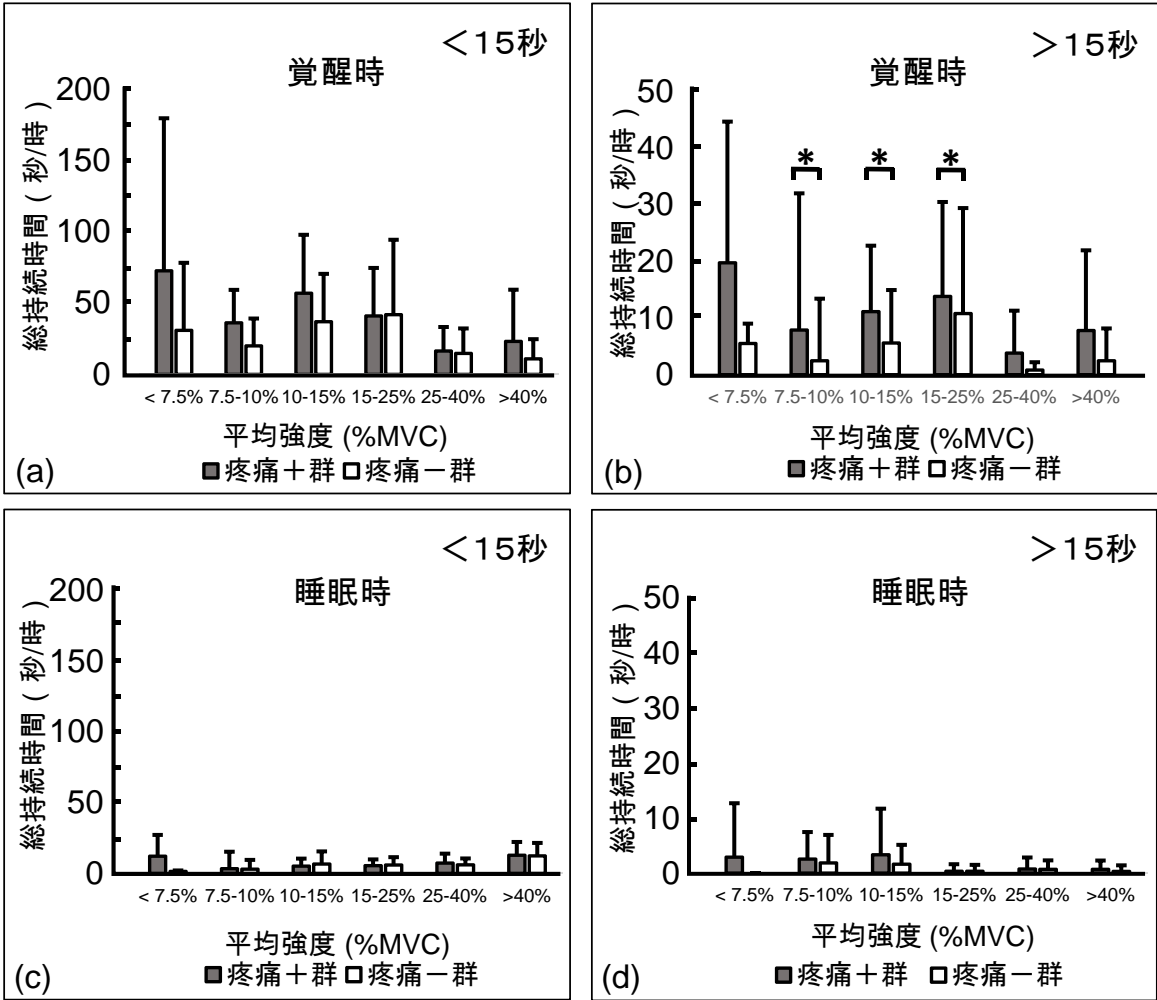 ＜１５秒
覚醒時
総持続時間 ( 秒/時 )
200
150
100
50
0
< 7.5% 7.5-10% 10-15% 15-25% 25-40% >40%
平均強度 (%MVC)
疼痛＋群 疼痛－群
(a)
＞１５秒
覚醒時
総持続時間 ( 秒/時 )
50
40
30
20
10
0
* * *
< 7.5% 7.5-10% 10-15% 15-25% 25-40% >40%
平均強度 (%MVC)
疼痛＋群 疼痛－群
(b)
＜１５秒
睡眠時
総持続時間 ( 秒/時 )
200
150
100
50
0
< 7.5% 7.5-10% 10-15% 15-25% 25-40% >40%
平均強度 (%MVC)
疼痛＋群 疼痛－群
(c)
＞１５秒
睡眠時
総持続時間 ( 秒/時 )
50
40
30
20
10
0
< 7.5% 7.5-10% 10-15% 15-25% 25-40% >40%
平均強度 (%MVC)
疼痛＋群 疼痛－群
(d)